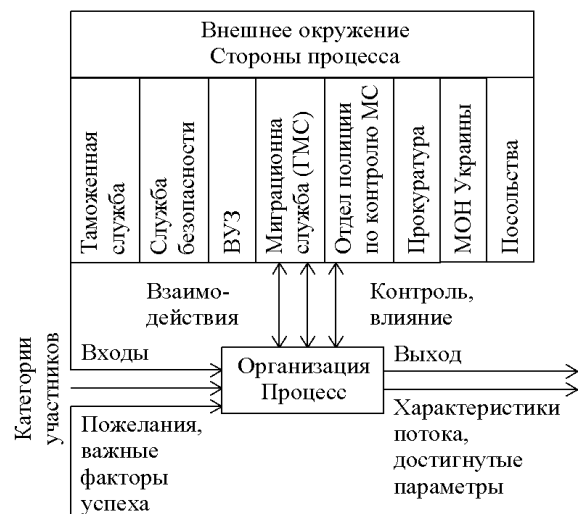 Внешнее окружение
Стороны процесса
Таможенная
служба
Служба
безопасности
ВУЗ
Миграционна
служба (ГМС)
Отдел полиции
по контролю МС
Прокуратура
МОН Украины
Посольства
Взаимо-
действия
Контроль,
влияние
Категории
участников
Входы
Организация
Процесс
Выход
Пожелания,
важные
факторы
успеха
Характеристики
потока,
достигнутые
параметры